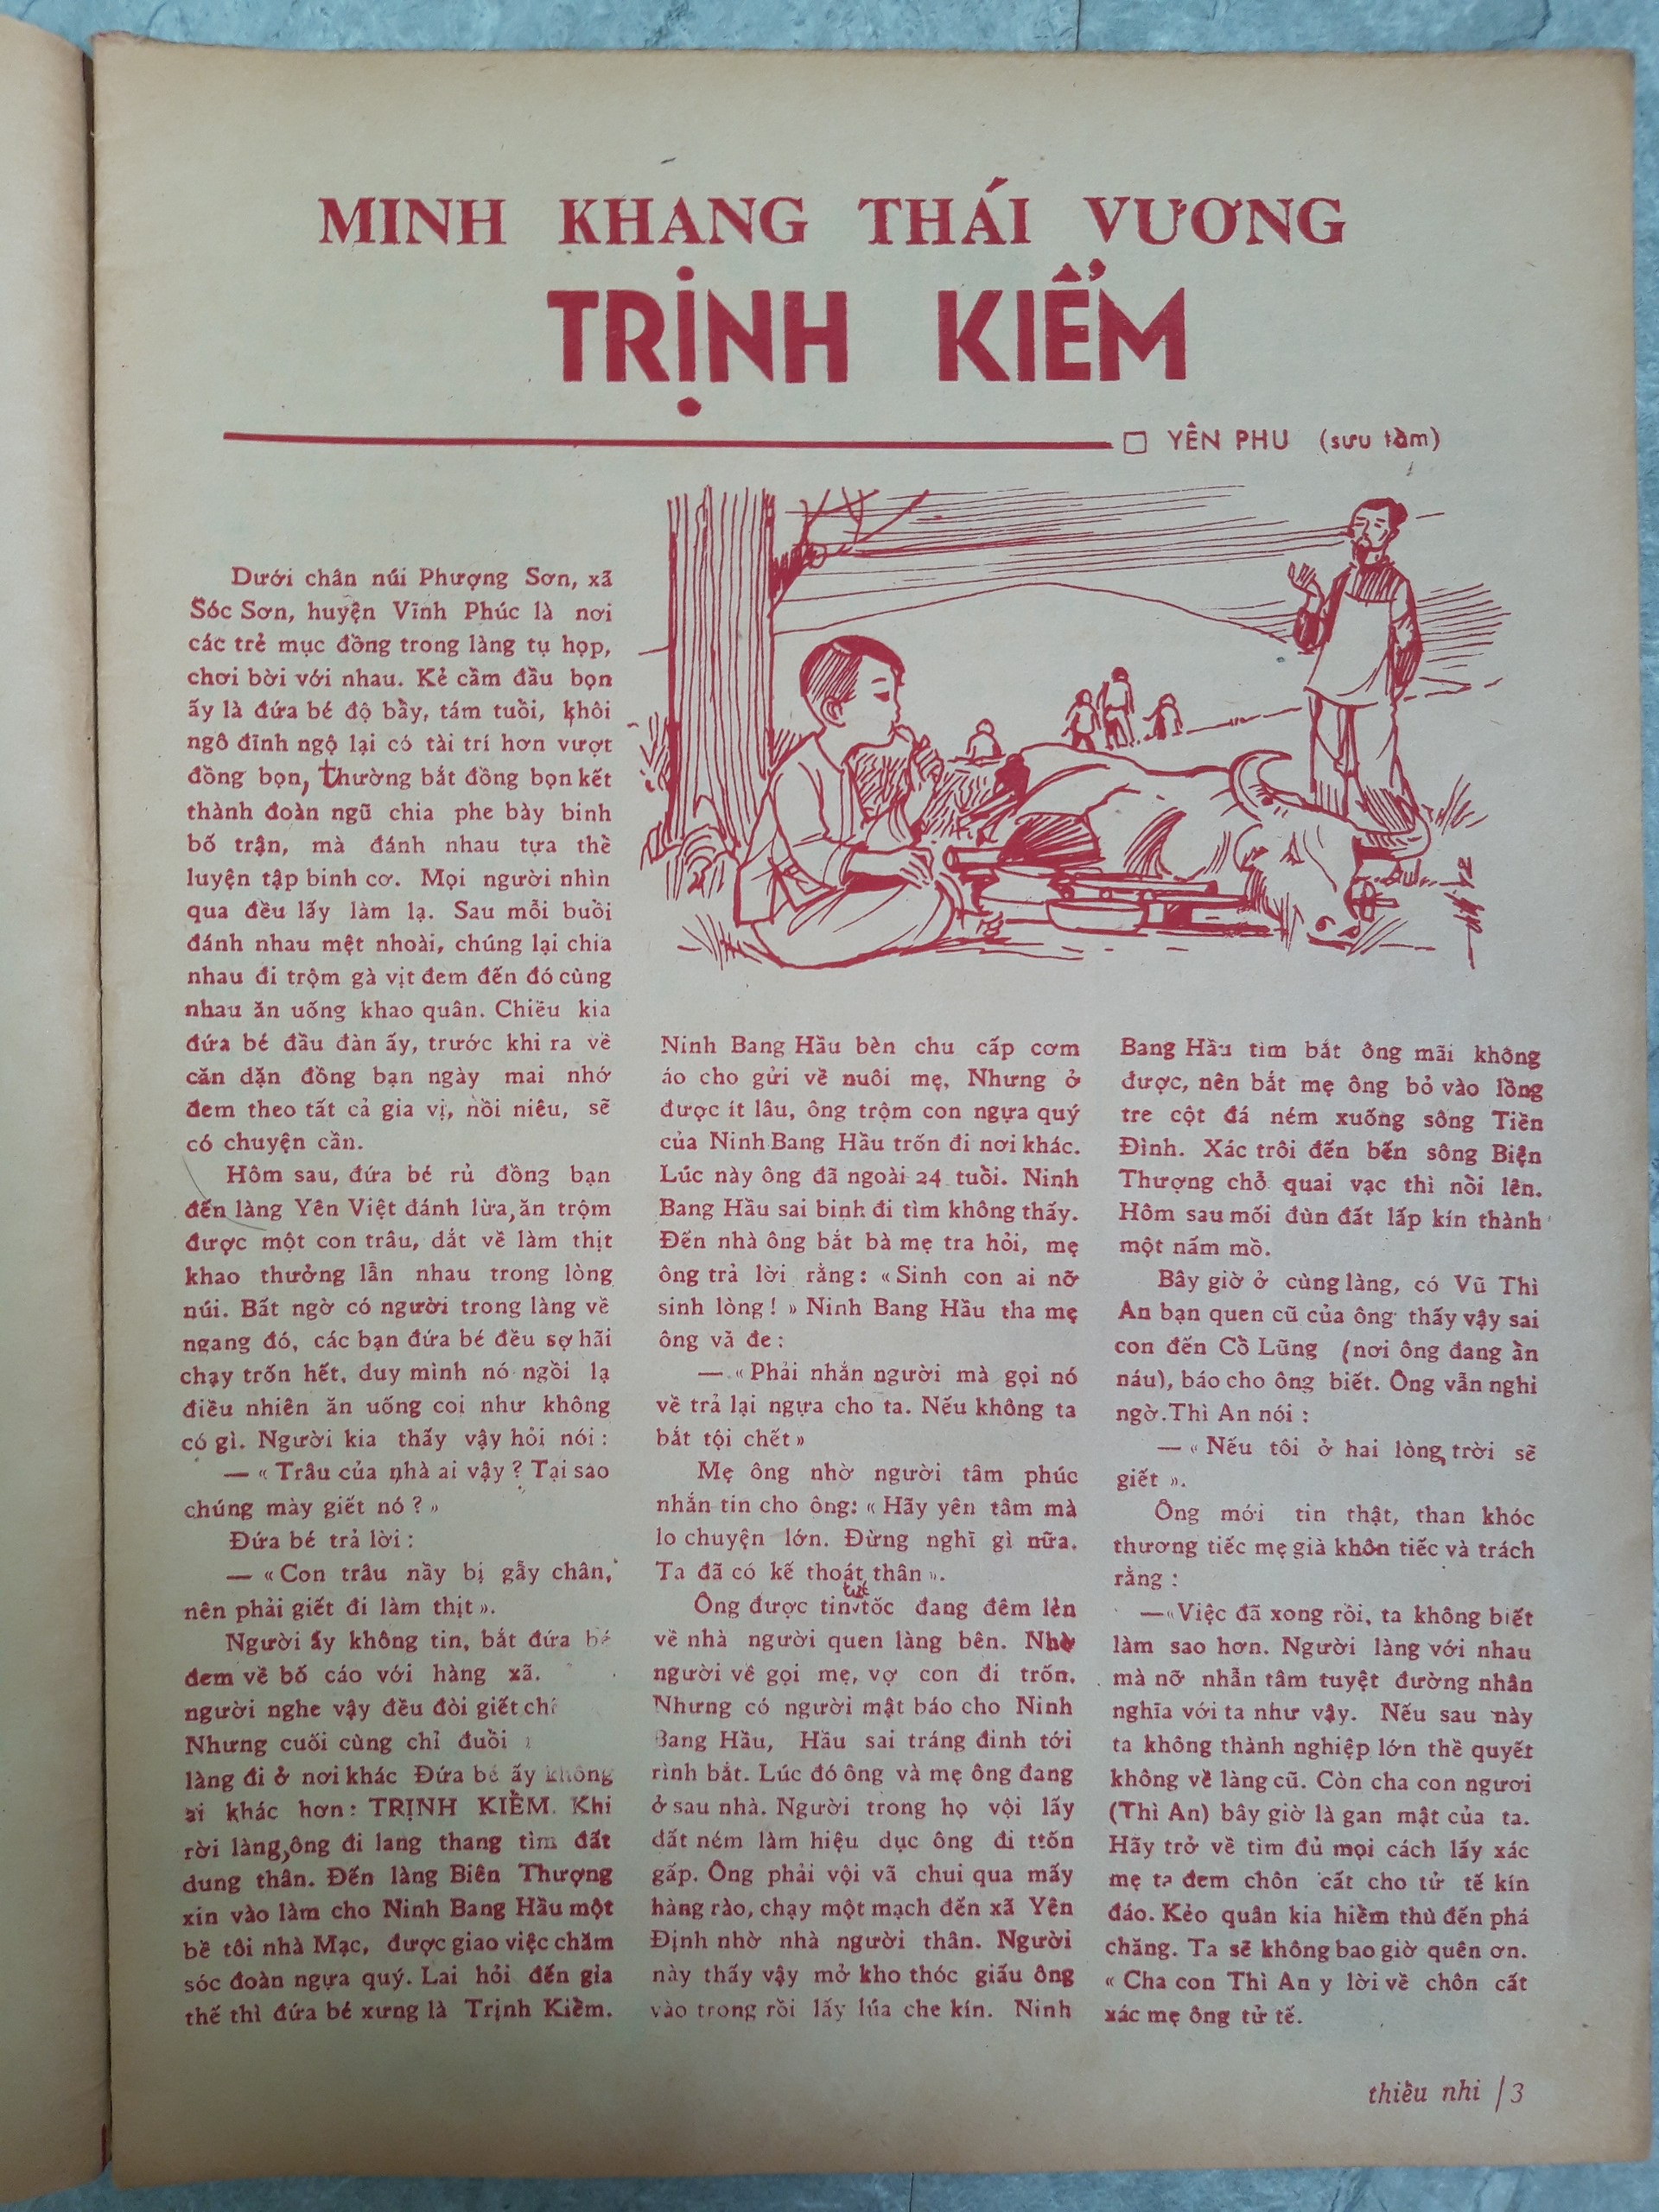 MINH KHANG THÁI VƯƠNG
TRỊNH KIỂM
□ YÊN PHU (sưu tầm)
Dưới chân núi Phượng Sơn, xã
Sóc Sơn, huyện Vĩnh Phúc là nơi
các trẻ mục đồng trong làng tụ họp,
chơi bời với nhau. Kẻ cầm đầu bọn
ấy là đứa bé độ bầy, tám tuổi, khôi
ngô đĩnh ngộ lại có tài trí hơn vượt
đồng bọn, thường bắt đồng bọn kết
thành đoàn ngũ chia phe bày binh
bố trận, mà đánh nhau tựa thể
luyện tập binh cơ. Mọi người nhìn
qua đều lấy làm lạ. Sau mỗi buổi
đánh nhau mệt nhoài, chúng lại chia
nhau đi trộm gà vịt đem đến đó cùng
nhau ăn uống khao quân. Chiều kia
đứa bé đầu đàn ấy, trước khi ra về
căn dặn đồng bạn ngày mai nhớ
đem theo tất cả gia vị, nồi niêu, sẽ
có chuyện cần.
Hôm sau, đứa bé rủ đồng bạn
đến làng Yên Việt đánh lừa, ăn trộm
được một con trâu, dắt về làm thịt
khao thưởng lẫn nhau trong lòng
núi. Bất ngờ có người trong làng về
ngang đó, các bạn đứa bé đều sợ hãi
chạy trốn hết, duy mình nó ngồi lạ
điều nhiên ăn uống coi như không
có gì. Người kia thấy vậy hỏi nói :
— « Trâu của nhà ai vậy ? Tại sao
chúng mày giết nó ? »
Đứa bé trả lời :
— « Con trâu nầy bị gẫy chân,
nên phải giết đi làm thịt ».
Người ấy không tin, bắt đứa bé
đem về bố cáo với hàng xã.
người nghe vậy đều đòi giết
Nhưng cuối cùng chỉ đuổi
làng đi ở nơi khác Đứa bé ấy không
ai khác hơn : TRỊNH KIỂM. Khi
rời làng, ông đi lang thang tìm đất
dung thân. Đến làng Biên Thượng
xin vào làm cho Ninh Bang Hầu một
bề tôi nhà Mạc, được giao việc chăm
sóc đoàn ngựa quý. Lai hỏi đến gia
thế thì đứa bé xưng là Trịnh Kiểm.
Ninh Bang Hầu bèn chu cấp cơm
áo cho gửi về nuôi mẹ, Nhưng ở
được ít lâu, ông trộm con ngựa quý
của Ninh Bang Hầu trốn đi nơi khác.
Lúc này ông đã ngoài 24 tuổi. Ninh
Bang Hầu sai binh đi tìm không thấy.
Đến nhà ông bắt bà mẹ tra hỏi, mẹ
ông trả lời rằng : « Sinh con ai nỡ
sinh lòng ! » Ninh Bang Hầu tha mẹ
ông và đe :
— « Phải nhắn người mà gọi nó
về trả lại ngựa cho ta. Nếu không ta
bắt tội chết »
Mẹ ông nhờ người tâm phúc
nhắn tin cho ông: « Hãy yên tâm mà
lo chuyện lớn. Đừng nghĩ gì nữa.
Ta đã có kế thoát thân ».
Ông được tin tức tốc đang đêm lẻn
về nhà người quen làng bên. Nhờ
người về gọi mẹ, vợ con đi trốn.
Nhưng có người mật báo cho Ninh
Bang Hầu, Hầu sai tráng đinh tới
rình bắt. Lúc đó ông và mẹ ông đang
ở sau nhà. Người trong họ vội lấy
đất ném làm hiệu dục ông đi ttốn
gấp. Ông phải vội vã chui qua mấy
hàng rào, chạy một mạch đến xã Yên
Định nhờ nhà người thân. Người
này thấy vậy mở kho thóc giấu ông
vào trong rồi lấy lúa che kín. Ninh
Bang Hầu tìm bắt ông mãi không
được, nên bắt mẹ ông bỏ vào lồng
tre cột đá ném xuống sông Tiền
Đình. Xác trôi đến bến sông Biện
Thượng chỗ quai vạc thì nổi lên.
Hôm sau mối đùn đất lấp kín thành
một nấm mồ.
Bây giờ ở cùng làng, có Vũ Thì
An bạn quen cũ của ông thấy vậy sai
con đến Cổ Lũng (nơi ông đang ẩn
náu), báo cho ông biết. Ông vẫn nghi
ngờ. Thì An nói :
— « Nếu tôi ở hai lòng, trời sẽ
giết ».
Ông mới tin thật, than khóc
thương tiếc mẹ già khôn tiếc và trách
rằng :
—« Việc đã xong rồi, ta không biết
làm sao hơn. Người làng với nhau
mà nỡ nhẫn tâm tuyệt đường nhân
nghĩa với ta như vậy. Nếu sau này
ta không thành nghiệp lớn thề quyết
không về làng cũ. Còn cha con ngươi
(Thì An) bây giờ là gan mật của ta.
Hãy trở về tìm đủ mọi cách lấy xác
mẹ ta đem chôn cất cho tử tế kín
đáo. Kẻo quân kia hiềm thù đến phá
chăng. Ta sẽ không bao giờ quên ơn.
« Cha con Thì An y lời về chôn cất
xác mẹ ông tử tế.
thiếu nhi / 3